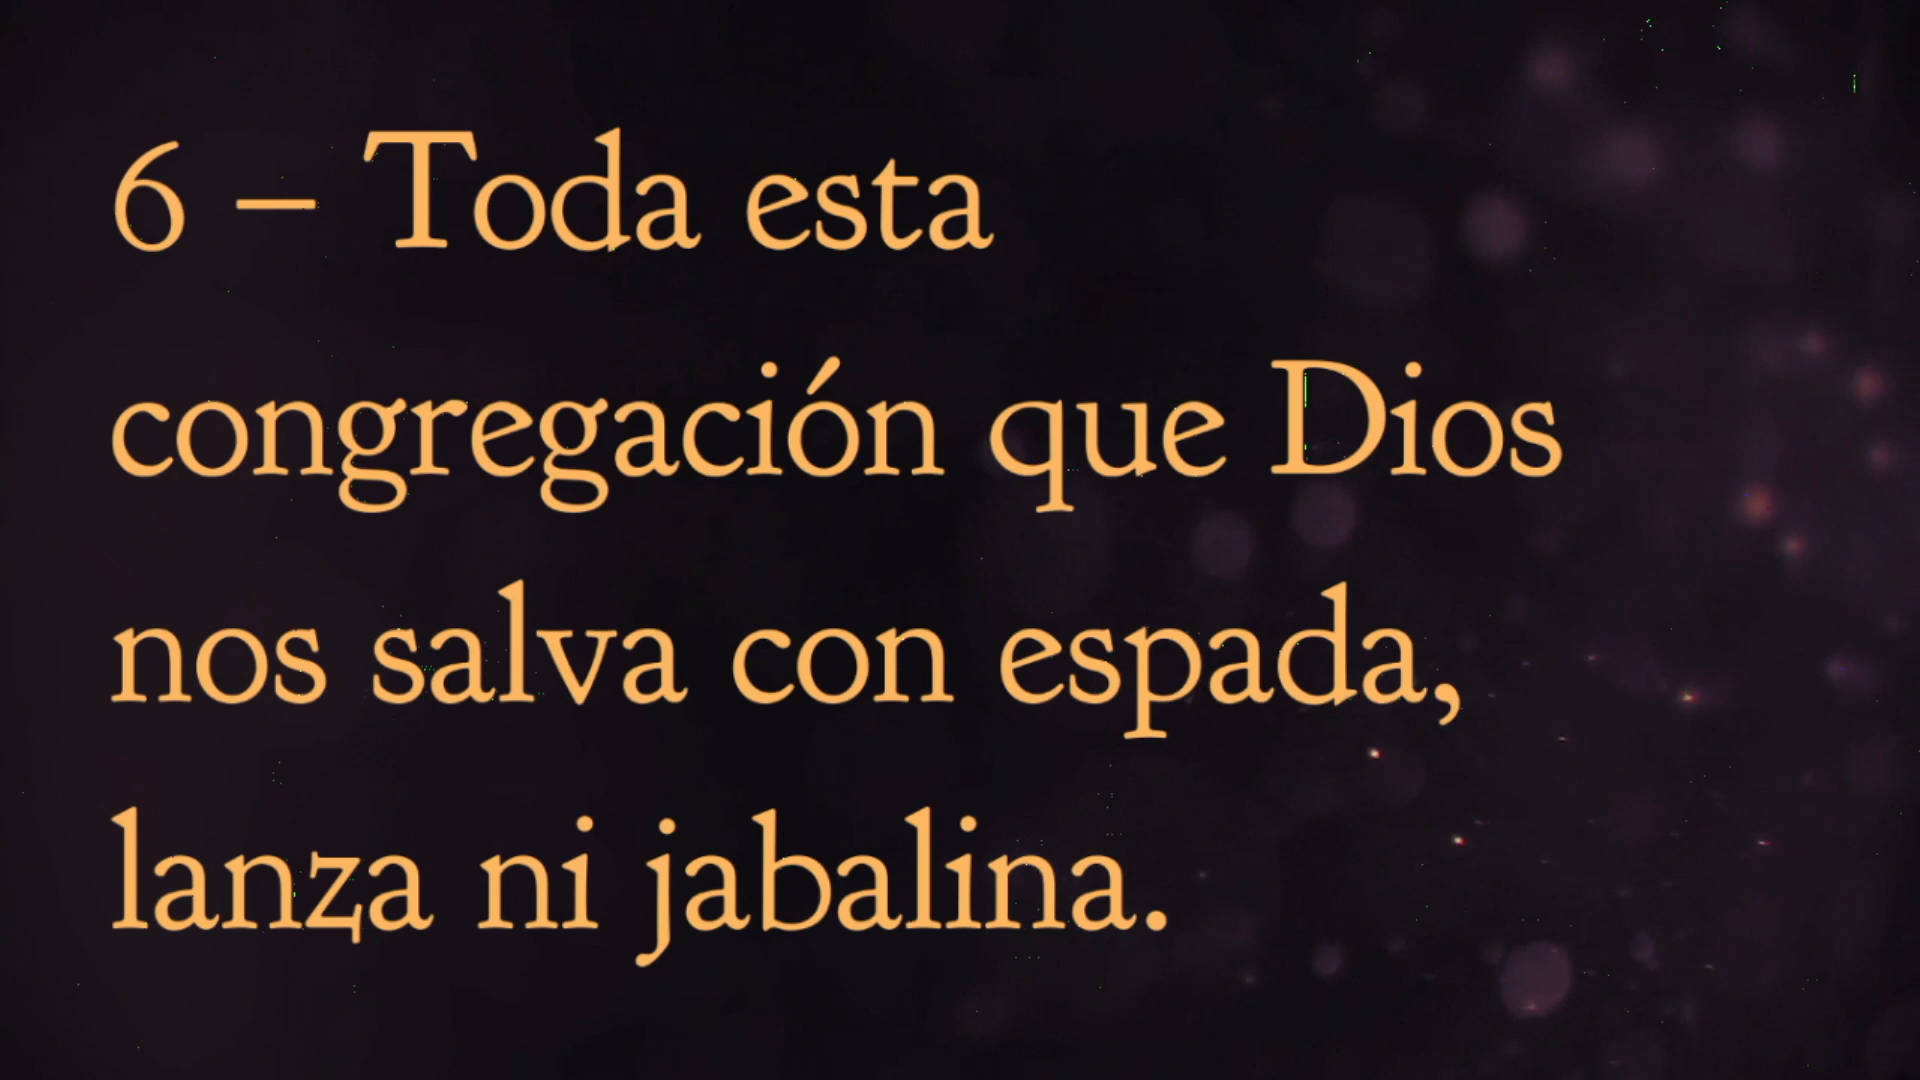 6 – Toda esta
congregación que Dios
nos salva con espada,
lanza ni jabalina.